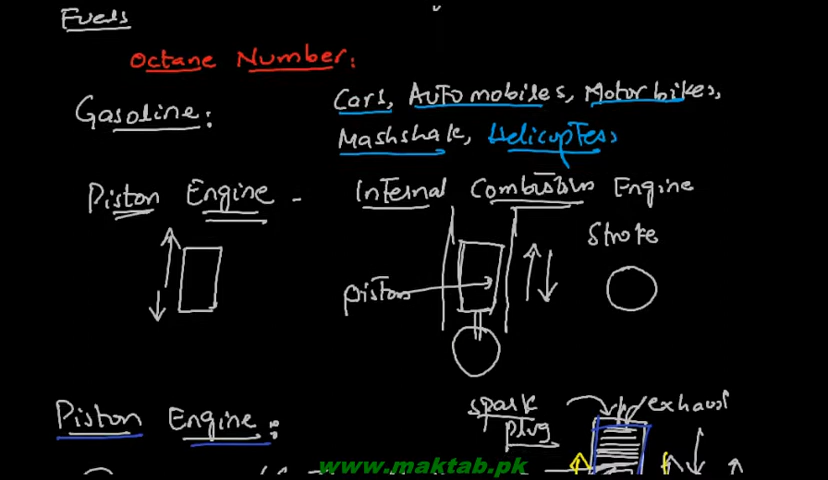 Fuels
Octane Number:
Gasoline: Cars, Automobiles, Motorbikes,
Mashshak, Helicopters,
Piston Engine - Internal Combustion Engine
Stroke
piston
Piston Engine:
spark plug
exhaust
www.maktab.pk